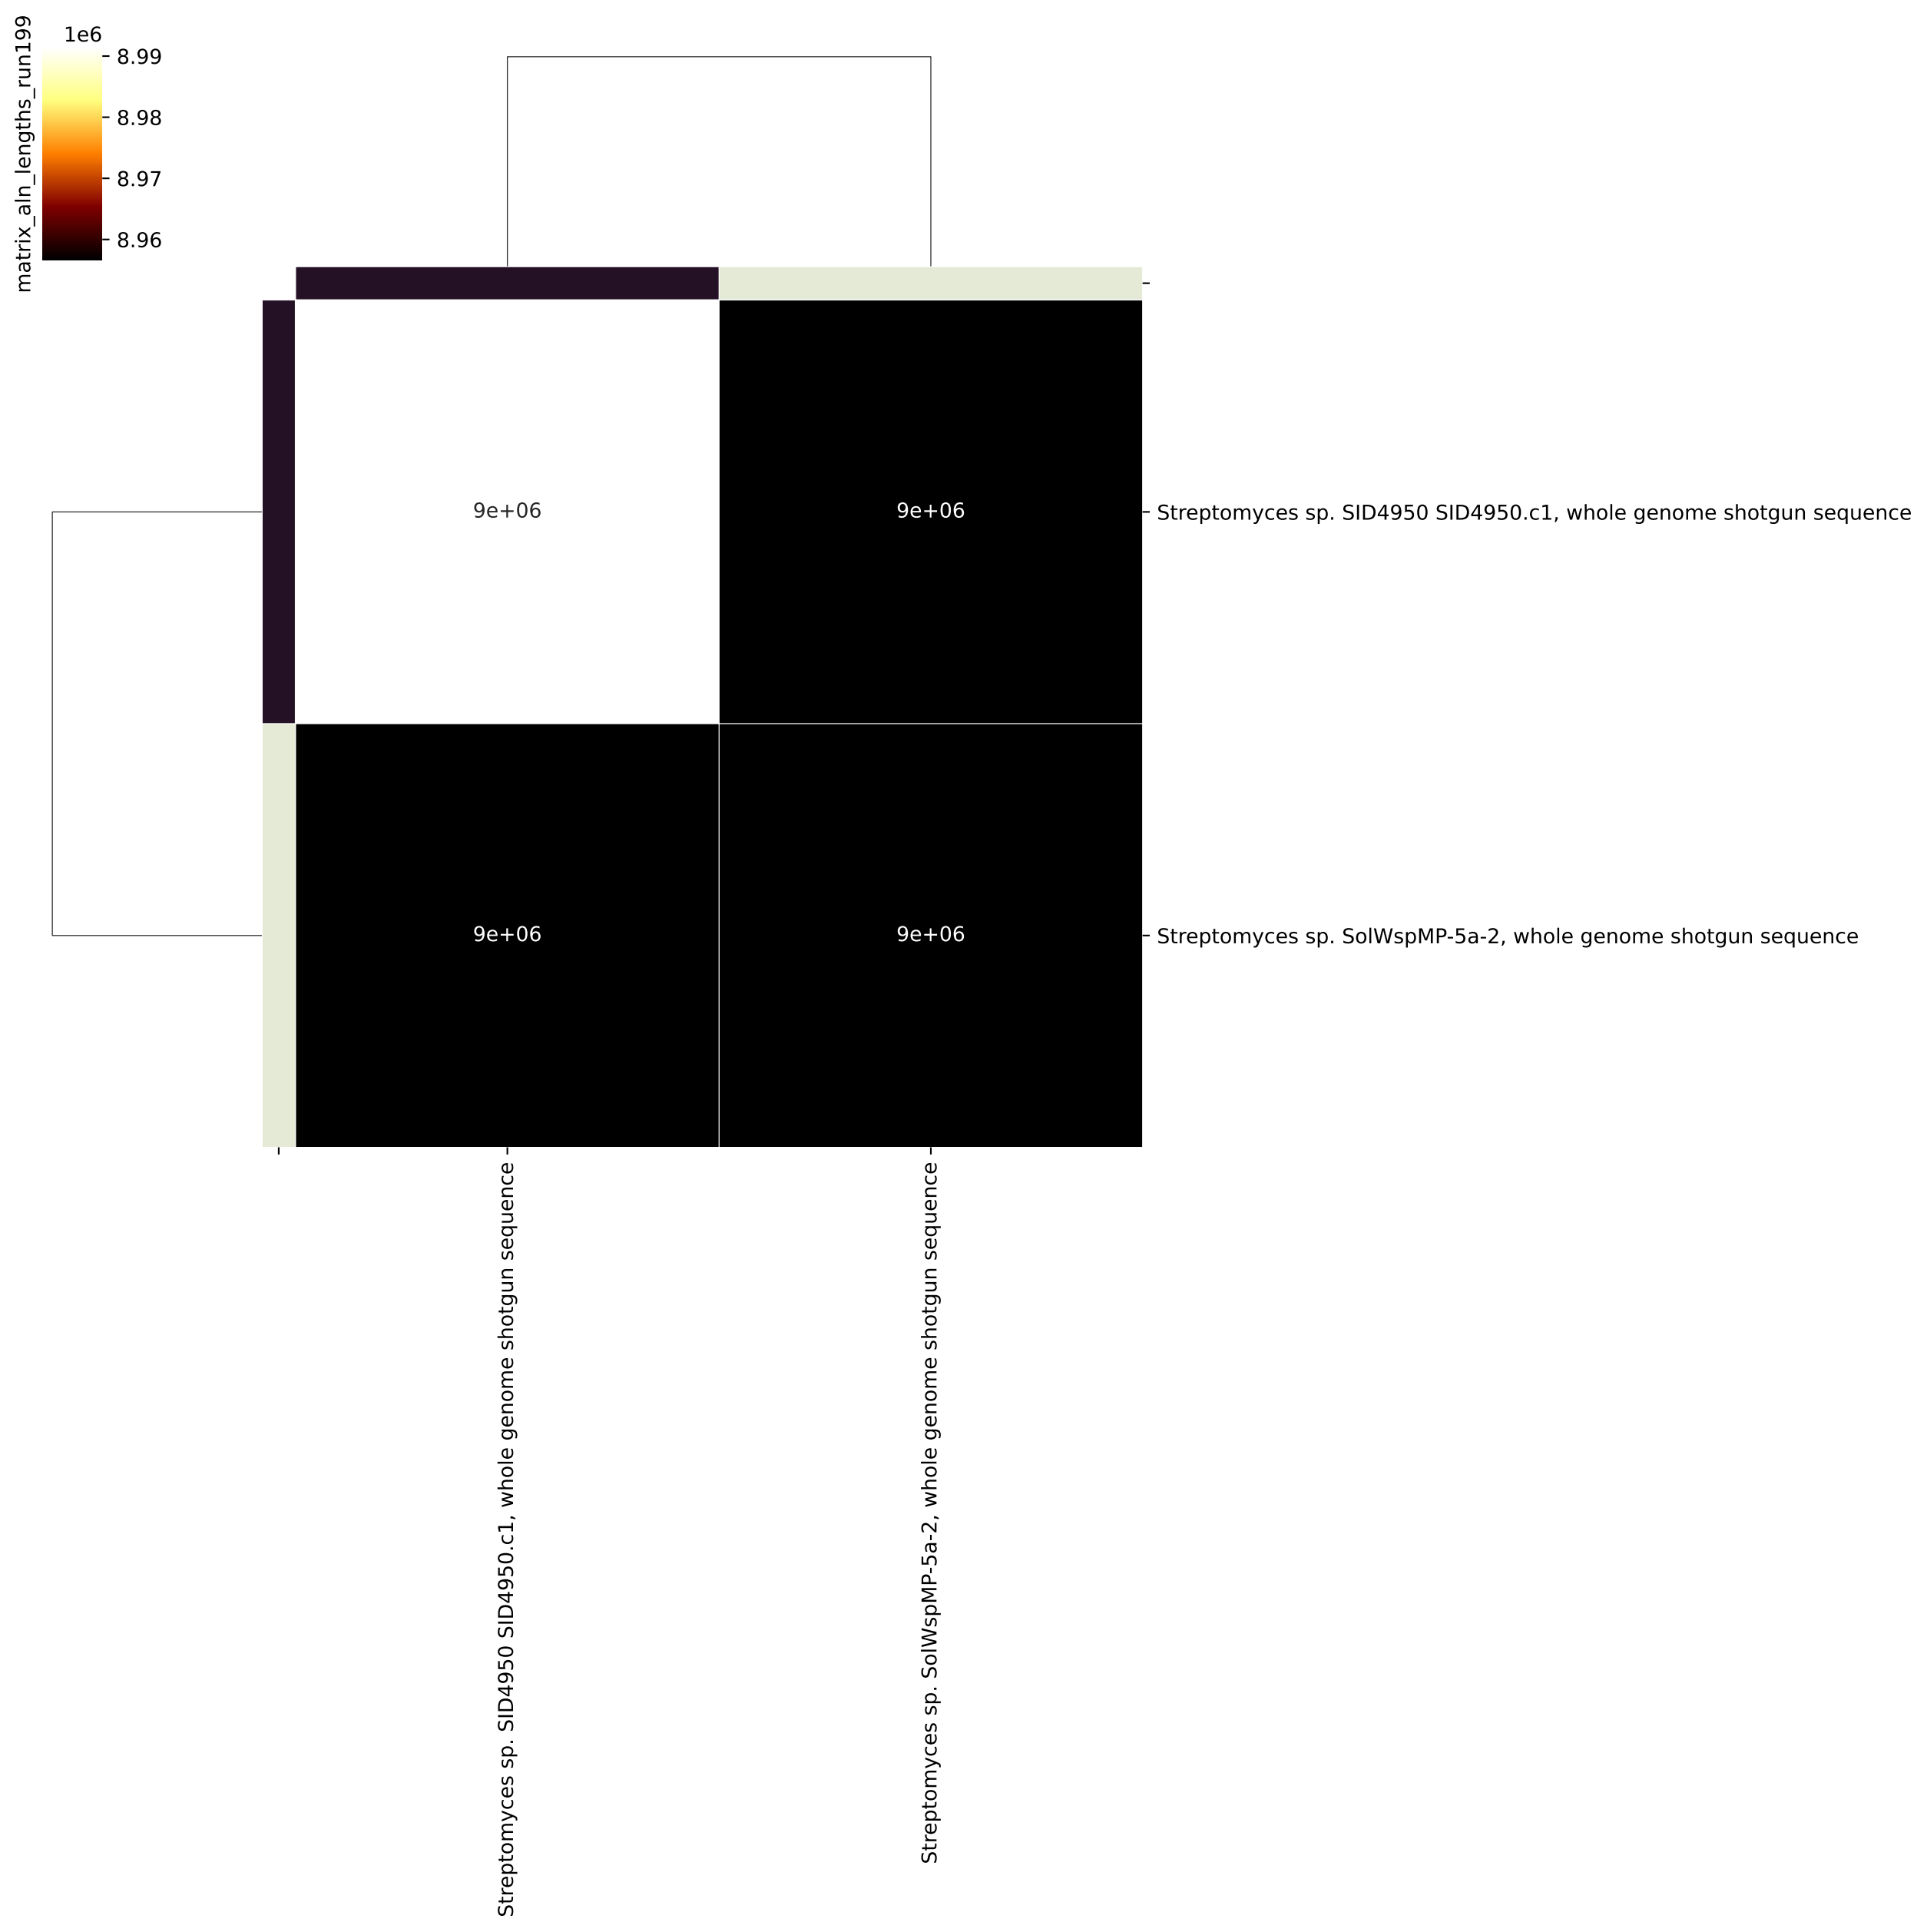 matrix_aln_lengths_run199
1e6
8.99
8.98
8.97
8.96
9e+06
9e+06
Streptomyces sp. SID4950 SID4950.c1, whole genome shotgun sequence
9e+06
9e+06
Streptomyces sp. SolWspMP-5a-2, whole genome shotgun sequence
Streptomyces sp. SID4950 SID4950.c1, whole genome shotgun sequence
Streptomyces sp. SolWspMP-5a-2, whole genome shotgun sequence